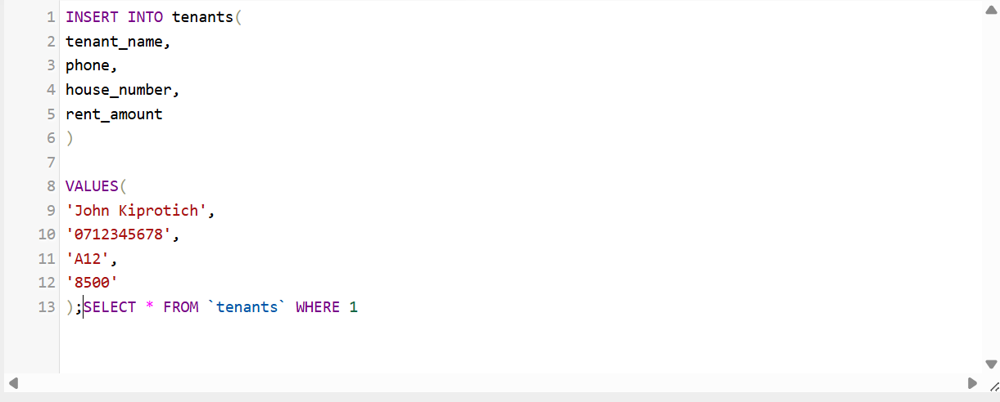 1 INSERT INTO tenants(
2 tenant_name,
3 phone,
4 house_number,
5 rent_amount
6 )
7
8 VALUES(
9 'John Kiprotich',
10 '0712345678',
11 'A12',
12 '8500'
13 );SELECT * FROM `tenants` WHERE 1